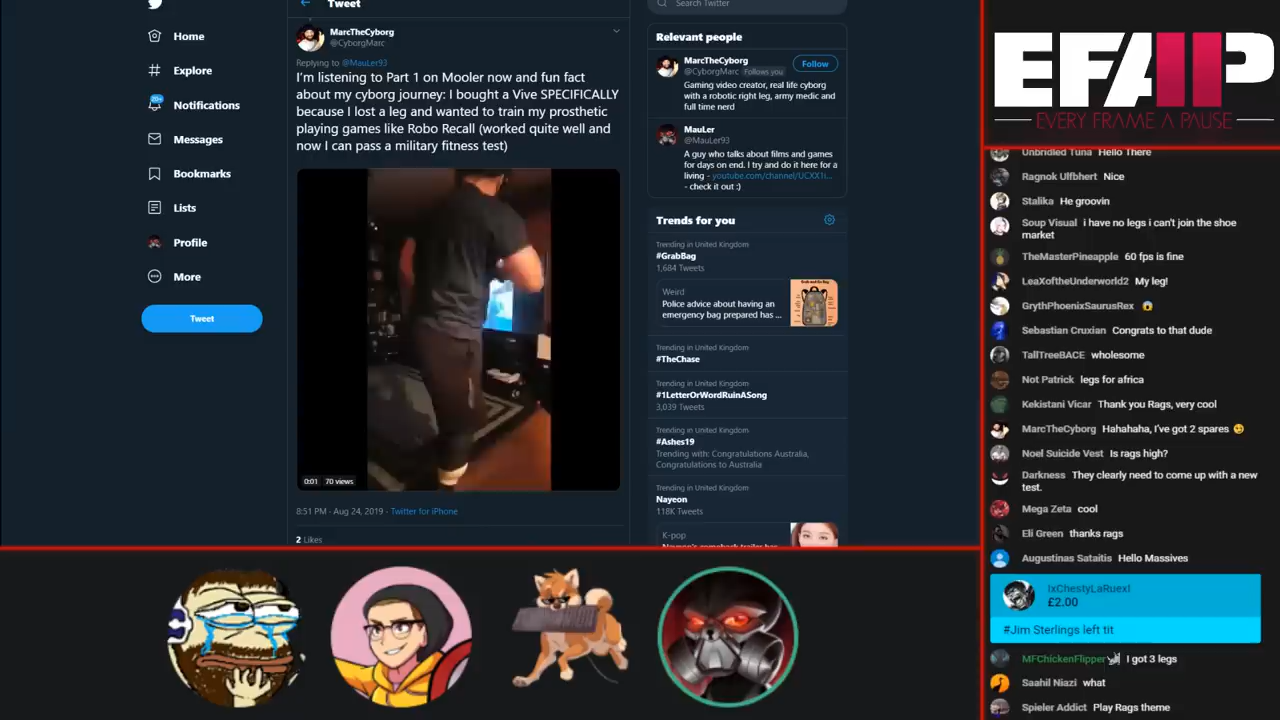 Home
Explore
20+
Notifications
Messages
Bookmarks
Lists
Profile
More
Tweet
Tweet
MarcTheCyborg
@CyborgMarc
Replying to @MauLer93
I'm listening to Part 1 on Mooler now and fun fact
about my cyborg journey: I bought a Vive SPECIFICALLY
because I lost a leg and wanted to train my prosthetic
playing games like Robo Recall (worked quite well and
now I can pass a military fitness test)
0:01 70 views
8:51 PM · Aug 24, 2019 · Twitter for iPhone
2 Likes
Search Twitter
Relevant people
MarcTheCyborg
@CyborgMarc Follows you
Follow
Gaming video creator, real life cyborg
with a robotic right leg, army medic and
full time nerd
MauLer
@MauLer93
A guy who talks about films and games
for days on end. I try and do it here for a
living - youtube.com/channel/UCXX1i...
- check it out :)
Trends for you
Trending in United Kingdom
#GrabBag
1,684 Tweets
Weird
Police advice about having an
emergency bag prepared has ...
Trending in United Kingdom
#TheChase
Trending in United Kingdom
#1LetterOrWordRuinASong
3,039 Tweets
Trending in United Kingdom
#Ashes19
Trending with: Congratulations Australia,
Congratulations to Australia
Trending in United Kingdom
Nayeon
118K Tweets
K-pop
EFAP
EVERY FRAME A PAUSE
Unbridled Tuna Hello There
Ragnok Ulfbhert Nice
Stalika He groovin
Soup Visual i have no legs i can't join the shoe
market
TheMasterPineapple 60 fps is fine
LeaXoftheUnderworld2 My leg!
GrythPhoenixSaurusRex 😱
Sebastian Cruxian Congrats to that dude
TallTreeBACE wholesome
Not Patrick legs for africa
Kekistani Vicar Thank you Rags, very cool
MarcTheCyborg Hahahaha, I've got 2 spares 😉
Noel Suicide Vest Is rags high?
Darkness They clearly need to come up with a new
test.
Mega Zeta cool
Eli Green thanks rags
Augustinas Sataitis Hello Massives
IxChestyLaRuexI
£2.00
#Jim Sterlings left tit
MFChickenFlipper I got 3 legs
Saahil Niazi what
Spieler Addict Play Rags theme